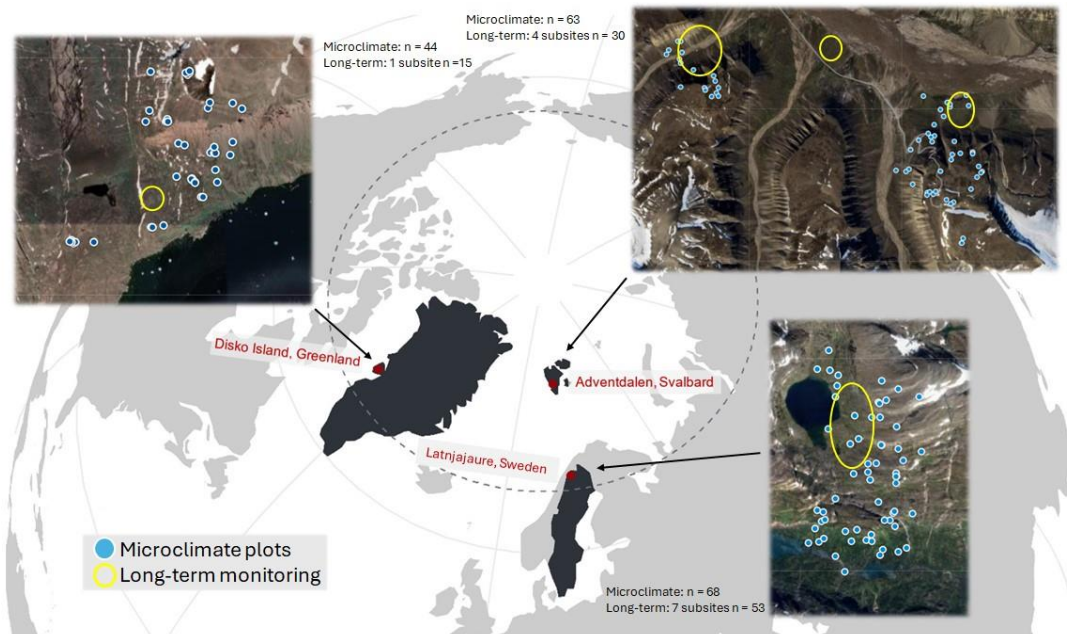 Microclimate: n = 63
Long-term: 4 subsites n = 30
Microclimate: n = 44
Long-term: 1 subsite n =15
Disko Island, Greenland
Adventdalen, Svalbard
Latnjajaure, Sweden
Microclimate plots
Long-term monitoring
Microclimate: n = 68
Long-term: 7 subsites n = 53